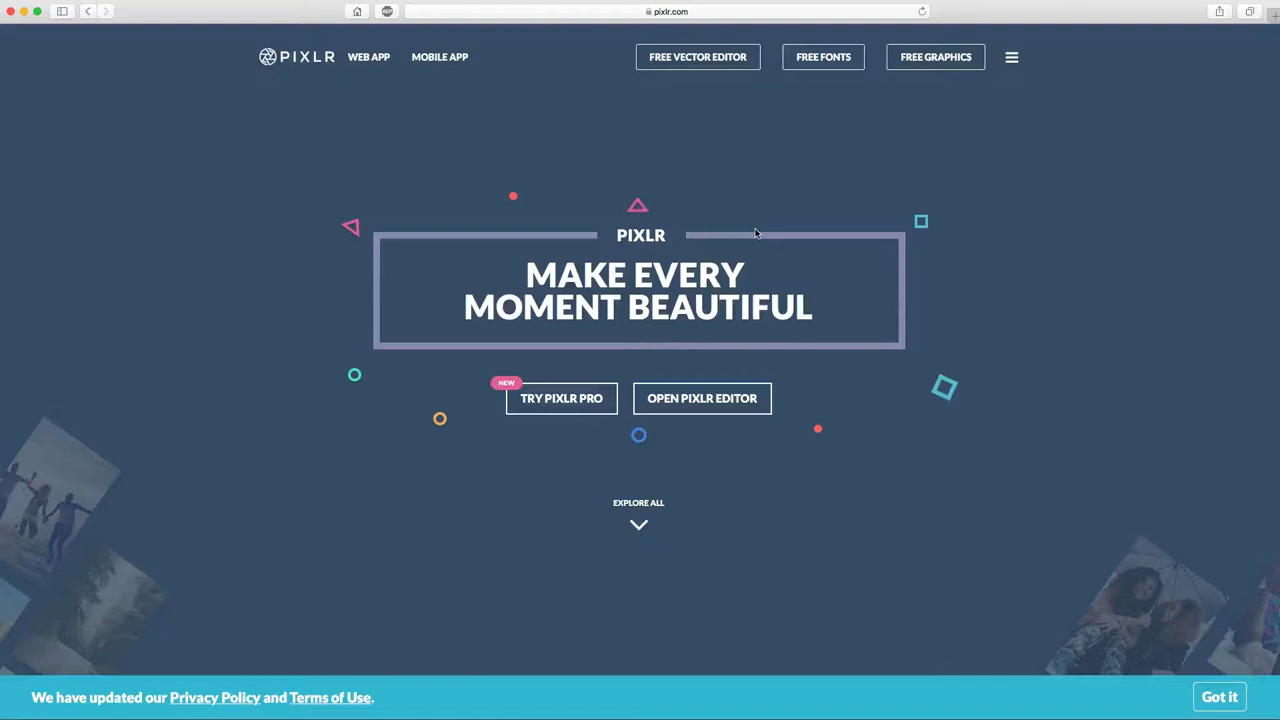 pixlr.com
PIXLR WEB APP MOBILE APP FREE VECTOR EDITOR FREE FONTS FREE GRAPHICS
PIXLR
MAKE EVERY
MOMENT BEAUTIFUL
NEW
TRY PIXLR PRO OPEN PIXLR EDITOR
EXPLORE ALL
We have updated our Privacy Policy and Terms of Use. Got it